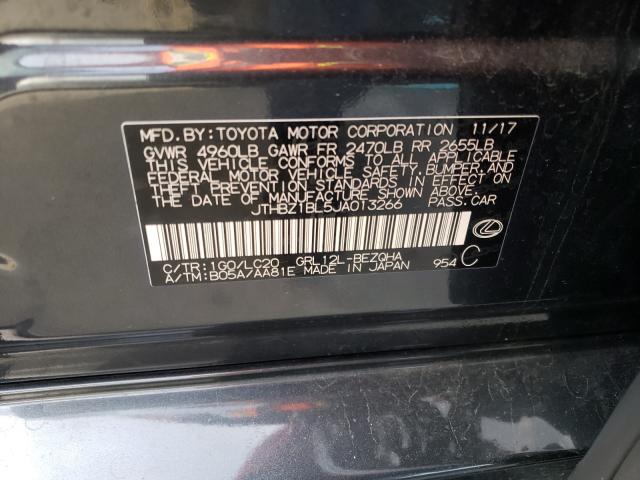 MFD. BY: TOYOTA MOTOR CORPORATION 11/17
GVWR 4960LB GAWR FR 2470LB RR 2655LB
THIS VEHICLE CONFORMS TO ALL APPLICABLE
FEDERAL MOTOR VEHICLE SAFETY, BUMPER, AND
THEFT PREVENTION STANDARDS IN EFFECT ON
THE DATE OF MANUFACTURE SHOWN ABOVE.
JTHBZ1BL5JA013266 PASS.CAR
C/TR: 1G0/LC20 GRL12L-BEZQHA
A/TM: B05A/AA81E MADE IN JAPAN 954 C